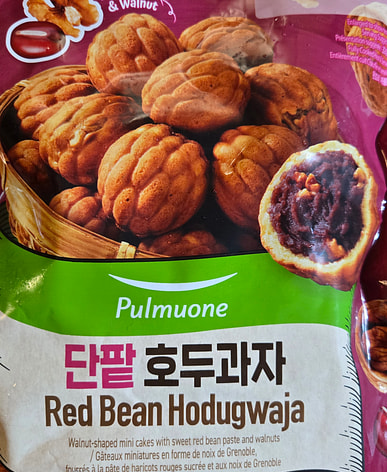 & Walnut
Pulmuone
단팥 호두과자
Red Bean Hodugwaja
Walnut-shaped mini cakes with sweet red bean paste and walnuts
/ Gâteaux miniatures en forme de noix de Grenoble,
fourrés à la pâte de haricots rouges sucrée et aux noix de Grenoble